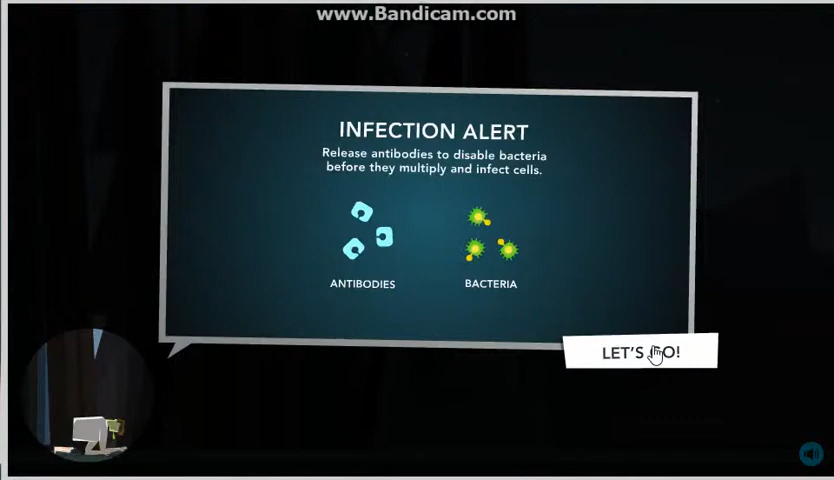 www.Bandicam.com
INFECTION ALERT
Release antibodies to disable bacteria
before they multiply and infect cells.
ANTIBODIES BACTERIA
LET'S GO!